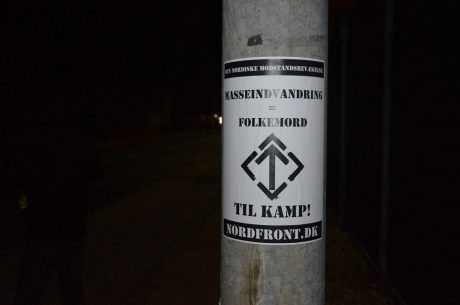 DEN NORDISKE MODSTANDSBEVÆGELSE
MASSEINDVANDRING
=
FOLKEMORD
TIL KAMP!
NORDFRONT.DK